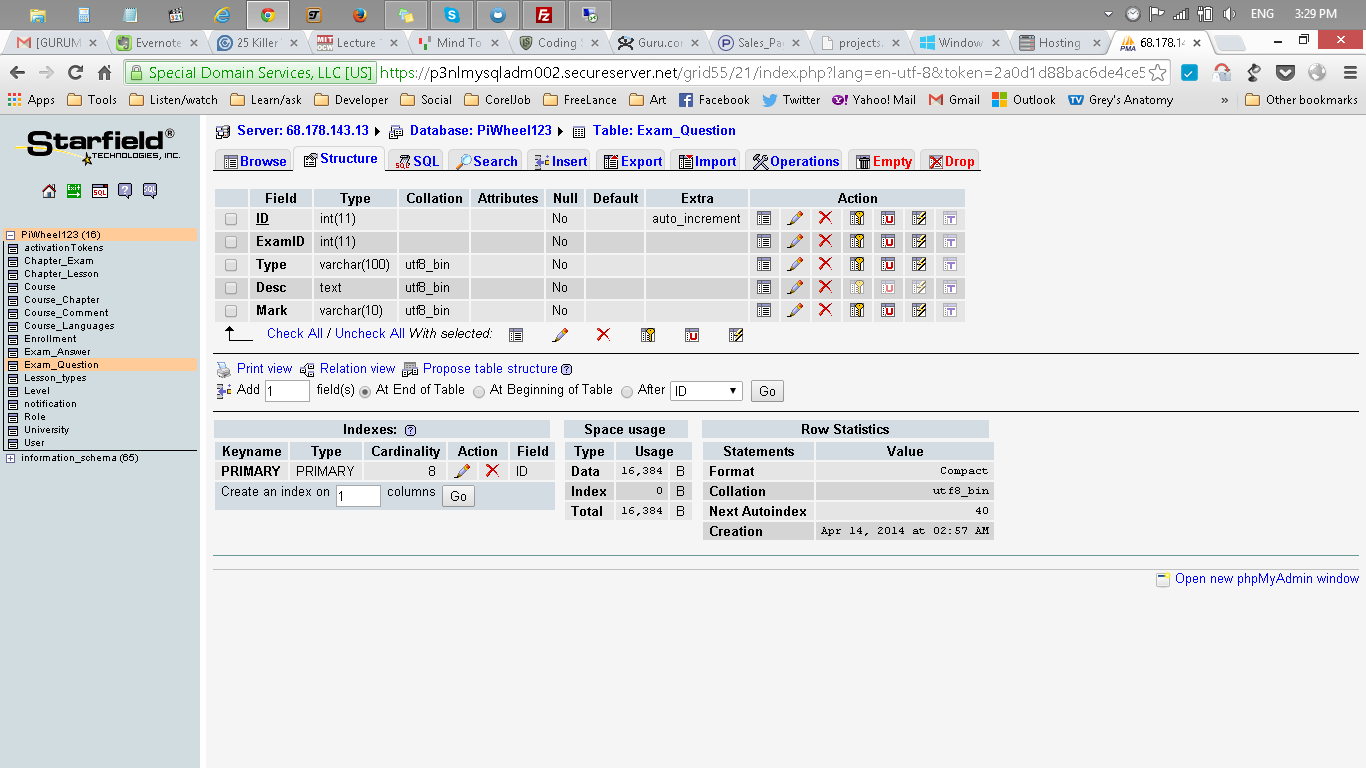 ENG 3:29 PM
[GURUM
Evernote
25 Killer
Lecture
Mind To
Coding
Guru.co
Sales_Pa
projects.
Window
Hosting
68.178.14
Special Domain Services, LLC [US] https://p3nlmysqladm002.secureserver.net/grid55/21/index.php?lang=en-utf-8&token=2a0d1d88bac6de4ce5
Apps Tools Listen/watch Learn/ask Developer Social CorelJob FreeLance Art Facebook Twitter Yahoo! Mail Gmail Outlook Grey's Anatomy » Other bookmarks
Starfield®
TECHNOLOGIES, INC.
PiWheel123 (16)
activationTokens
Chapter_Exam
Chapter_Lesson
Course
Course_Chapter
Course_Comment
Course_Languages
Enrollment
Exam_Answer
Exam_Question
Lesson_types
Level
notification
Role
University
User
information_schema (65)
Server: 68.178.143.13 Database: PiWheel123 Table: Exam_Question
Browse Structure SQL Search Insert Export Import Operations Empty Drop
Field Type Collation Attributes Null Default Extra Action
ID int(11) No auto_increment
ExamID int(11) No
Type varchar(100) utf8_bin No
Desc text utf8_bin No
Mark varchar(10) utf8_bin No
Check All / Uncheck All With selected:
Print view Relation view Propose table structure
Add 1 field(s) At End of Table At Beginning of Table After ID Go
Indexes:
Keyname Type Cardinality Action Field
PRIMARY PRIMARY 8 ID
Create an index on 1 columns Go
Space usage
Type Usage
Data 16,384 B
Index 0 B
Total 16,384 B
Row Statistics
Statements Value
Format Compact
Collation utf8_bin
Next Autoindex 40
Creation Apr 14, 2014 at 02:57 AM
Open new phpMyAdmin window